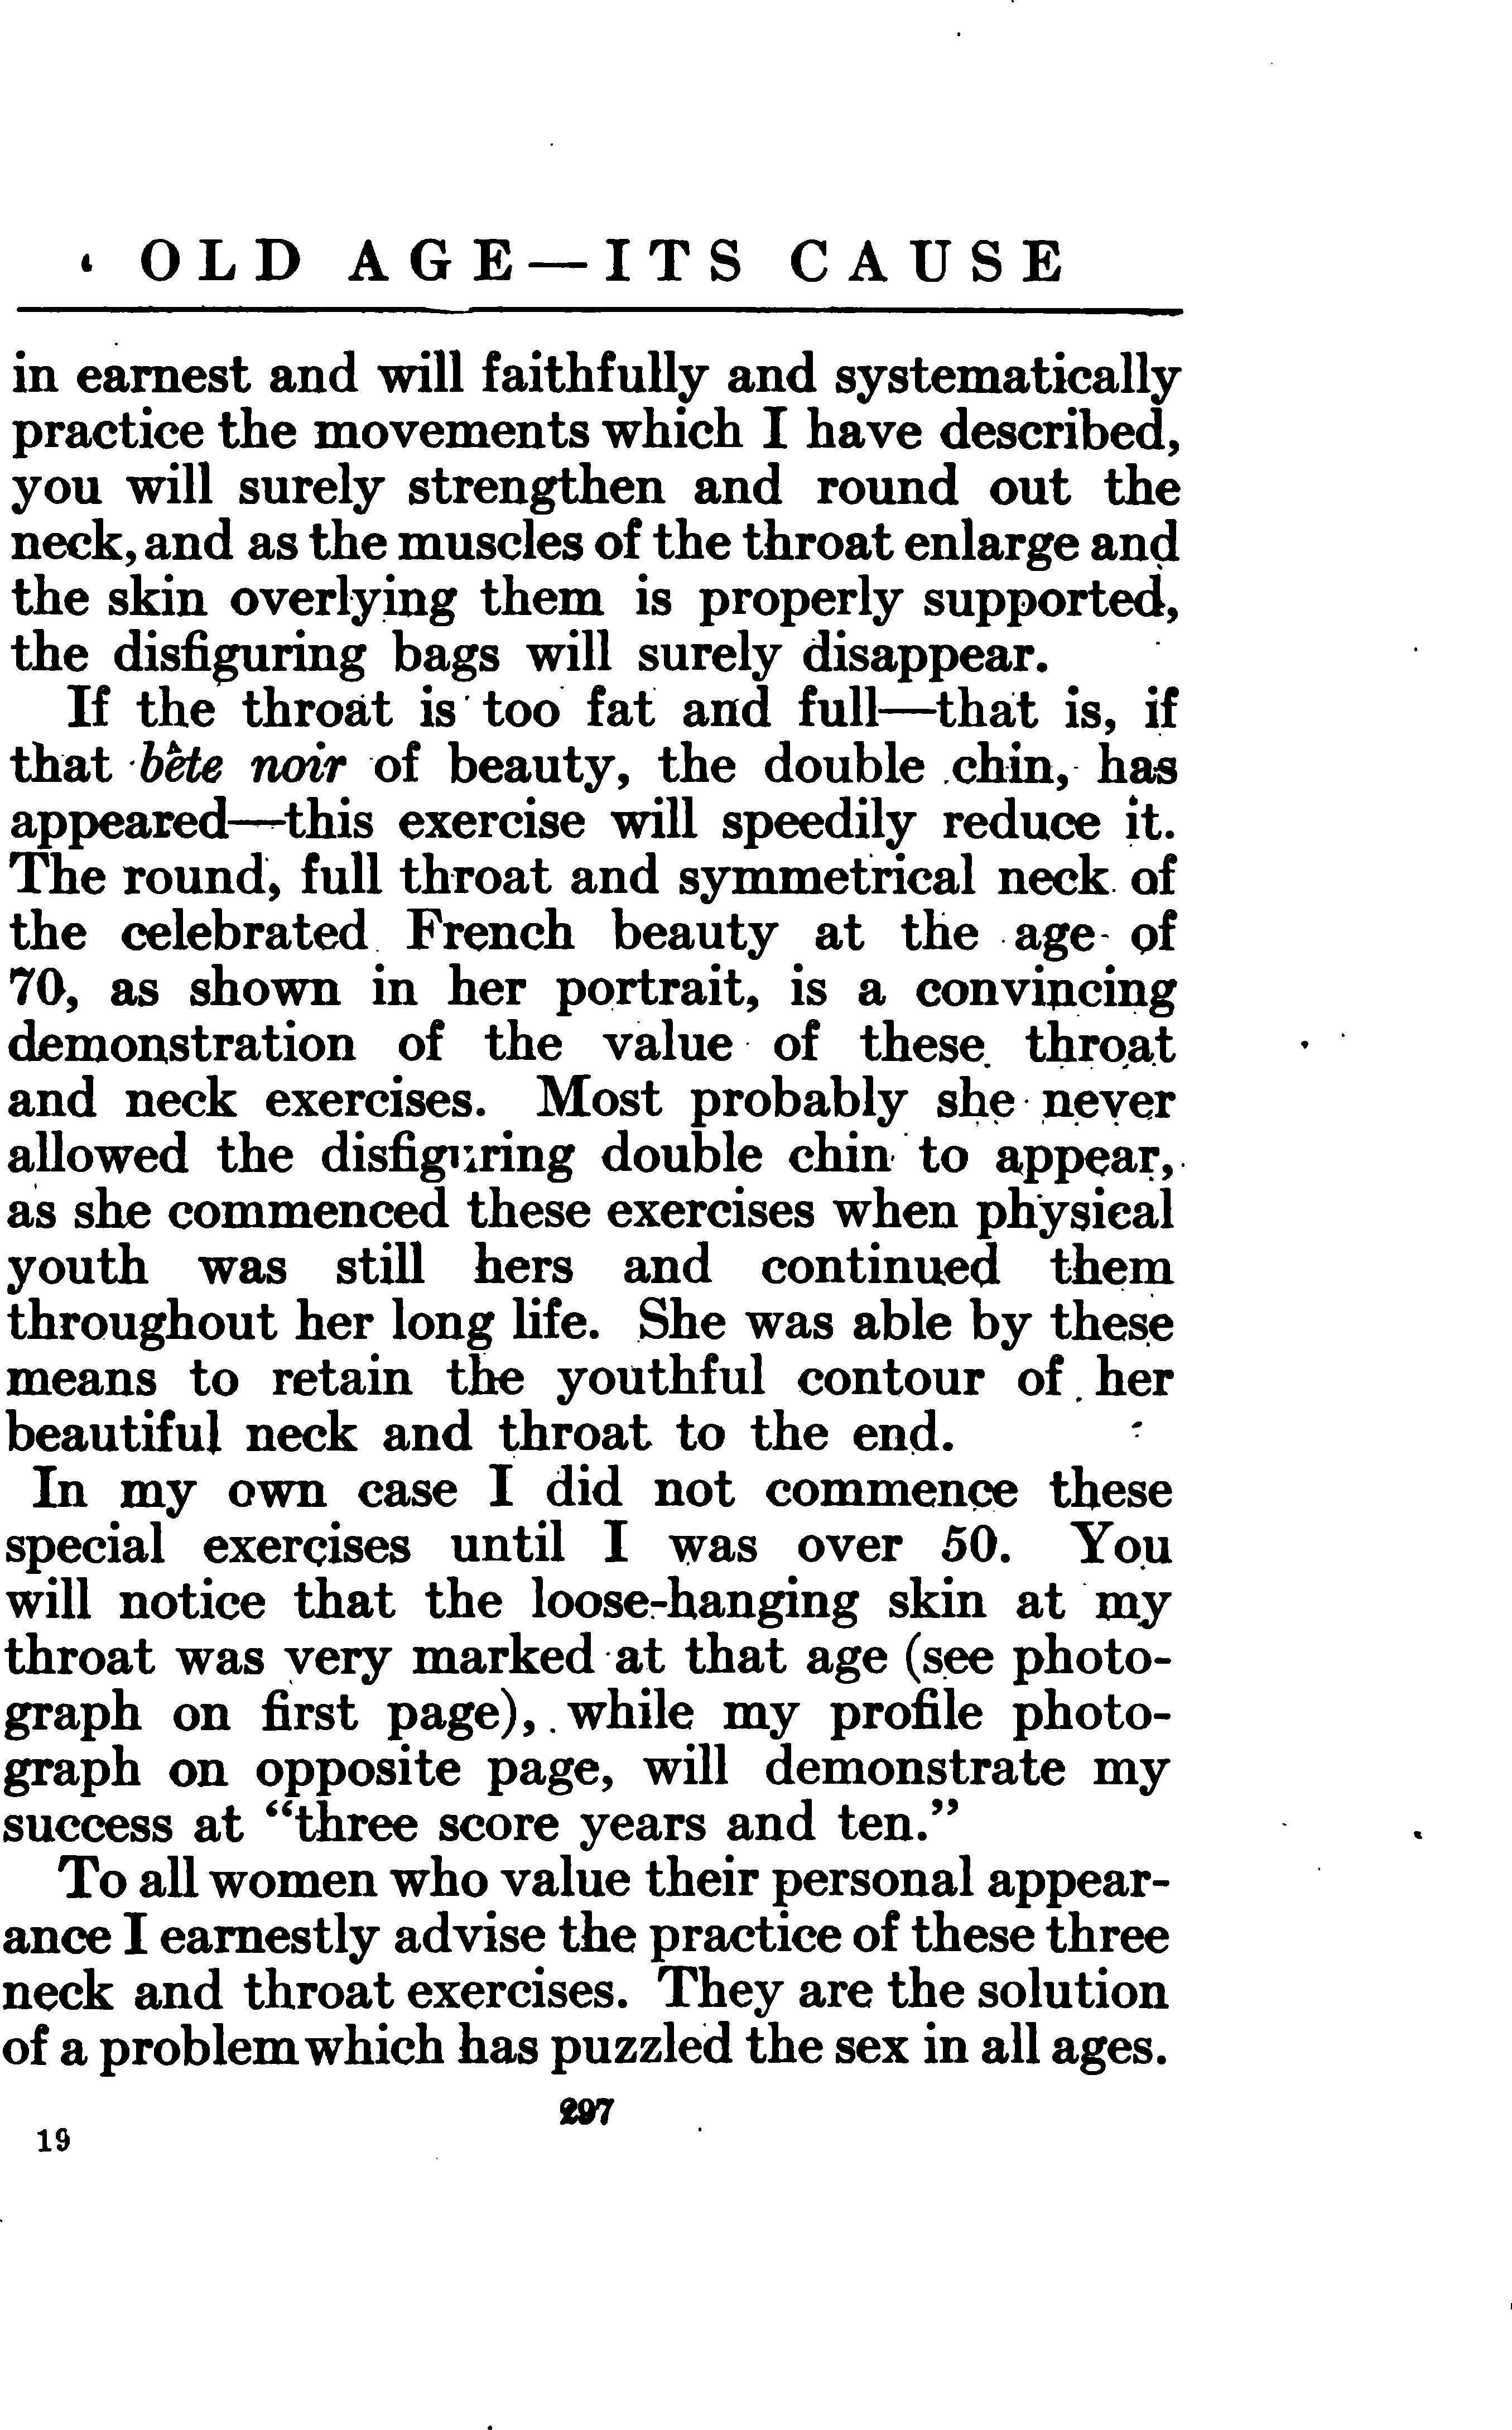 OLD AGE—ITS CAUSE
in earnest and will faithfully and systematically
practice the movements which I have described,
you will surely strengthen and round out the
neck, and as the muscles of the throat enlarge and
the skin overlying them is properly supported,
the disfiguring bags will surely disappear.
If the throat is too fat and full—that is, if
that bête noir of beauty, the double chin, has
appeared—this exercise will speedily reduce it.
The round, full throat and symmetrical neck of
the celebrated French beauty at the age of
70, as shown in her portrait, is a convincing
demonstration of the value of these throat
and neck exercises. Most probably she never
allowed the disfiguring double chin to appear,
as she commenced these exercises when physical
youth was still hers and continued them
throughout her long life. She was able by these
means to retain the youthful contour of her
beautiful neck and throat to the end.
In my own case I did not commence these
special exercises until I was over 50. You
will notice that the loose-hanging skin at my
throat was very marked at that age (see photo-
graph on first page), while my profile photo-
graph on opposite page, will demonstrate my
success at “three score years and ten.”
To all women who value their personal appear-
ance I earnestly advise the practice of these three
neck and throat exercises. They are the solution
of a problem which has puzzled the sex in all ages.
297
19